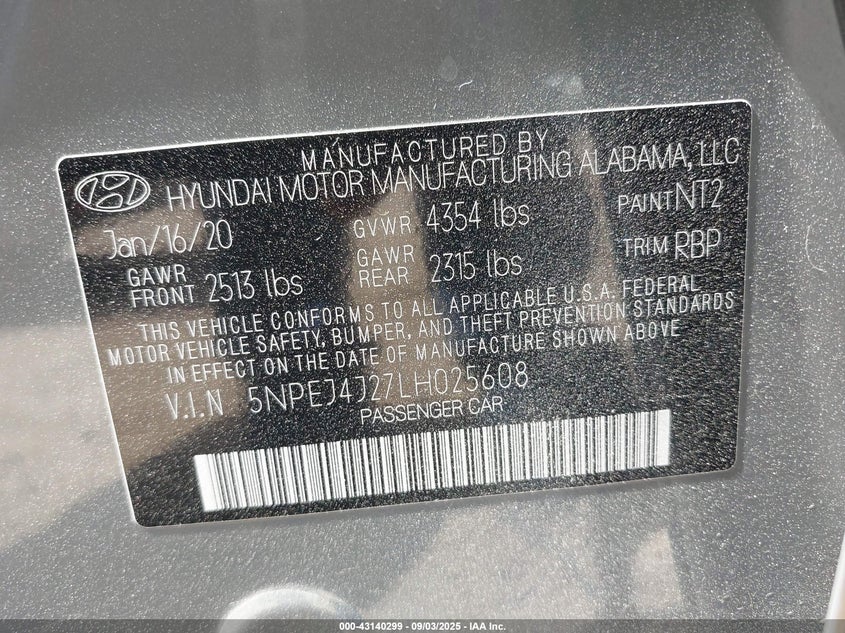 MANUFACTURED BY
HYUNDAI MOTOR MANUFACTURING ALABAMA, LLC
Jan/16/20 GVWR 4354 lbs PAINT NT2
GAWR FRONT 2513 lbs GAWR REAR 2315 lbs TRIM RBP
THIS VEHICLE CONFORMS TO ALL APPLICABLE U.S.A. FEDERAL
MOTOR VEHICLE SAFETY, BUMPER, AND THEFT PREVENTION STANDARDS
IN EFFECT ON THE DATE OF MANUFACTURE SHOWN ABOVE
V.I.N 5NPEJ4J27LH025608
PASSENGER CAR
000-43140299 - 09/03/2025 - IAA Inc.